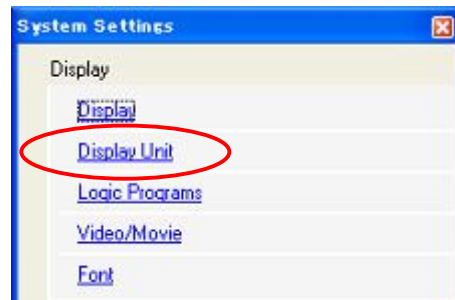 System Settings
Display
Display
Display Unit
Logic Programs
Video/Movie
Font